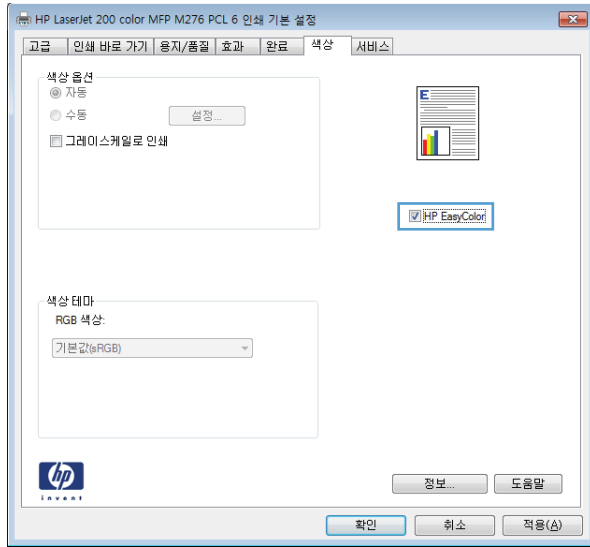 HP LaserJet 200 color MFP M276 PCL 6 인쇄 기본 설정
고급 인쇄 바로 가기 용지/품질 효과 완료 색상 서비스
색상 옵션
자동
수동 설정...
그레이스케일로 인쇄
E
HP EasyColor
색상 테마
RGB 색상:
기본값(sRGB)
hp
invent
정보... 도움말
확인 취소 적용(A)